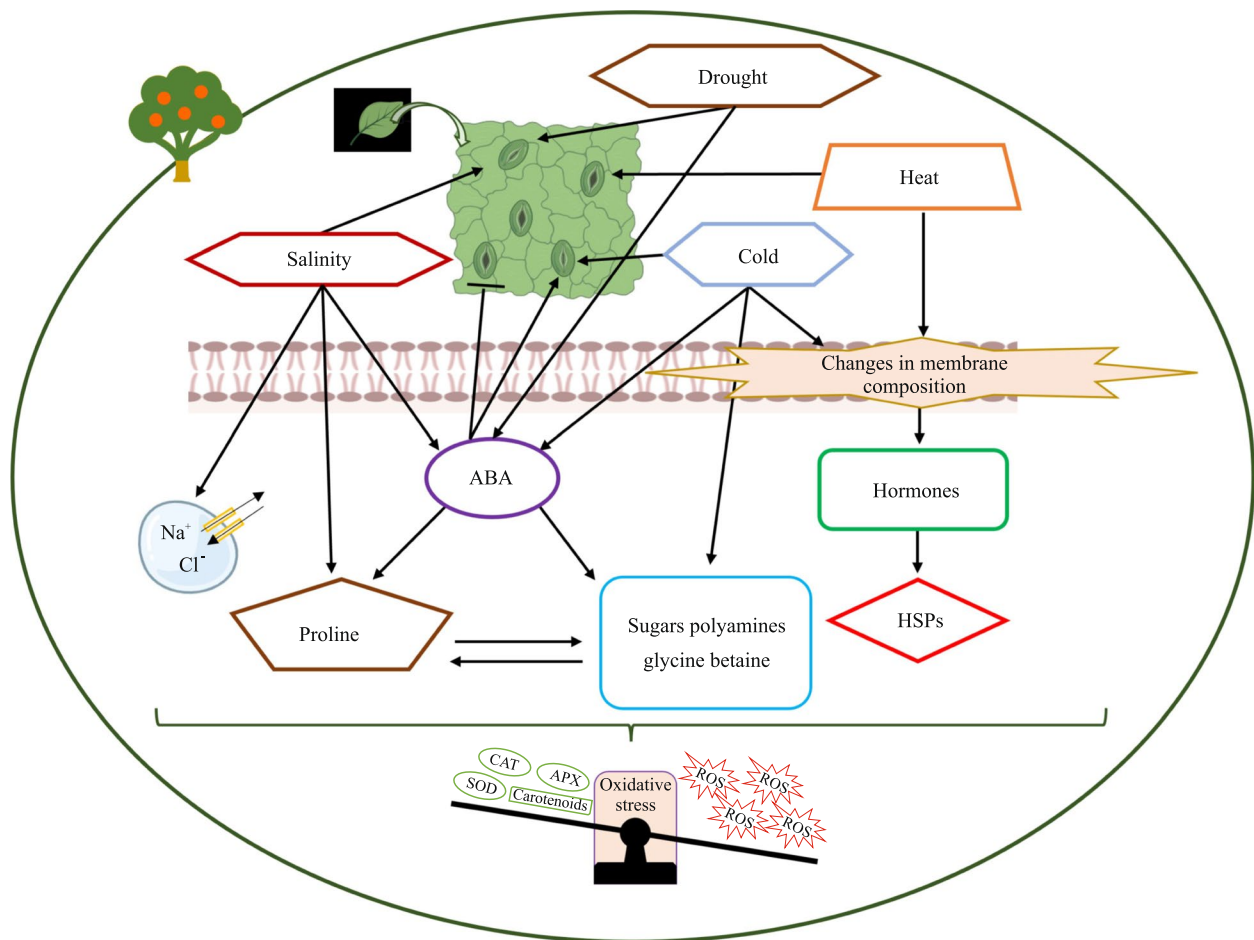 Drought
Heat
Salinity
Cold
Changes in membrane
composition
ABA
Hormones
Na⁺
Cl⁻
Proline
Sugars polyamines
glycine betaine
HSPs
CAT
APX
SOD
Carotenoids
Oxidative
stress
ROS
ROS
ROS
ROS